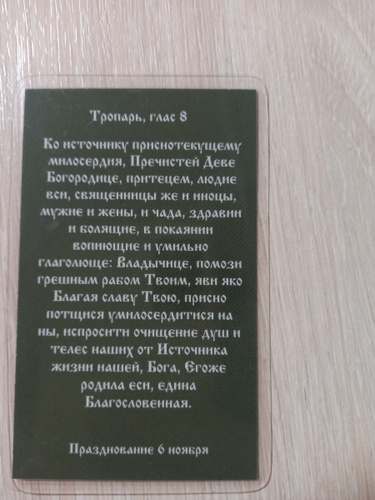 Тропарь, глас 8
Ко источнику приснотекущему
милосердия, Пречистей Деве
Богородице, притецем, людие
вси, священницы же и иноцы,
мужие и жены, и чада, здравии
и болящие, в покаянии
вопиющие и умильно
глаголюще: Владычице, помози
грешным рабом Твоим, яви яко
Благая славу Твою, присно
потщися умилосердитися на
ны, испросити очищение душ и
телес наших от Источника
жизни нашей, Бога, Егоже
родила еси, едина
Благословенная.
Празднование 6 ноября